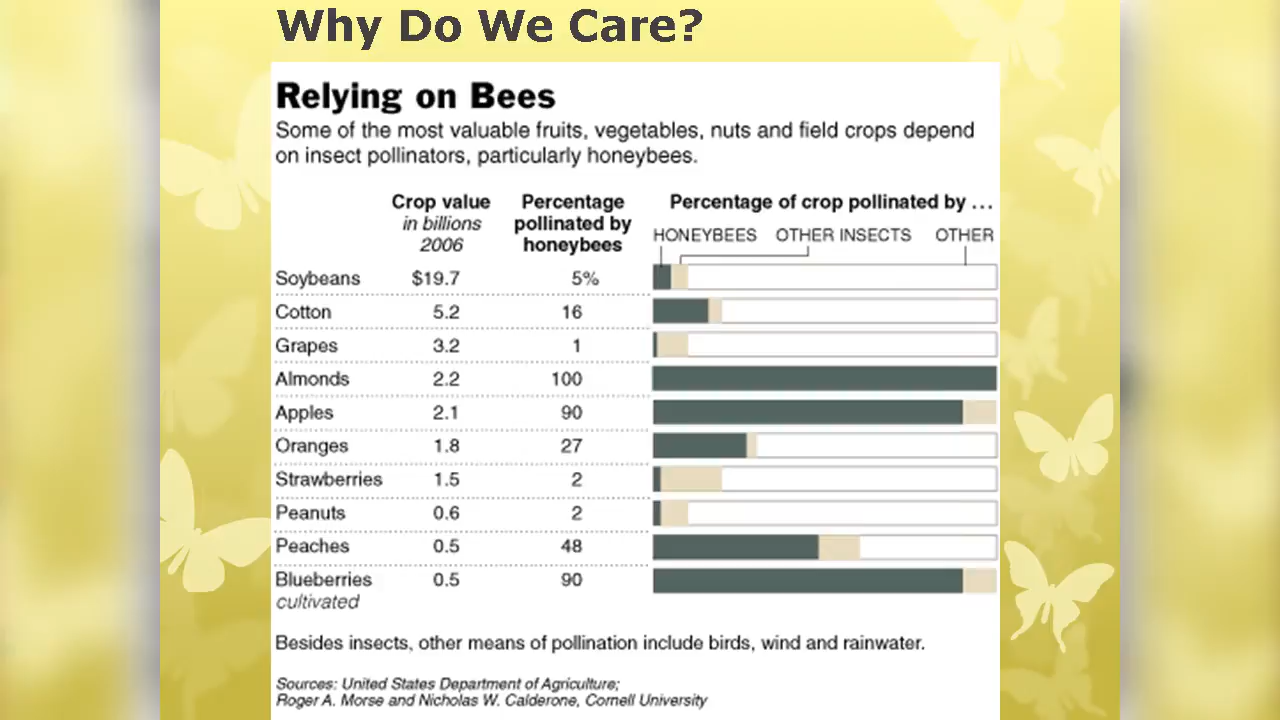 Why Do We Care?
Relying on Bees
Some of the most valuable fruits, vegetables, nuts and field crops depend
on insect pollinators, particularly honeybees.
Crop value Percentage Percentage of crop pollinated by ...
in billions pollinated by HONEYBEES OTHER INSECTS OTHER
2006 honeybees
Soybeans $19.7 5%
Cotton 5.2 16
Grapes 3.2 1
Almonds 2.2 100
Apples 2.1 90
Oranges 1.8 27
Strawberries 1.5 2
Peanuts 0.6 2
Peaches 0.5 48
Blueberries 0.5 90
cultivated
Besides insects, other means of pollination include birds, wind and rainwater.
Sources: United States Department of Agriculture;
Roger A. Morse and Nicholas W. Calderone, Cornell University